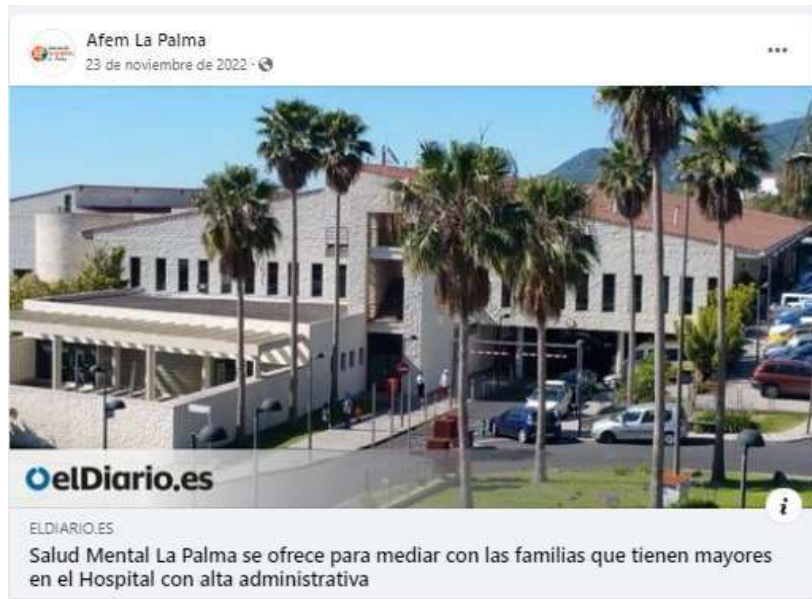 Afem La Palma
23 de noviembre de 2022 ·
elDiario.es
ELDIARIO.ES
Salud Mental La Palma se ofrece para mediar con las familias que tienen mayores
en el Hospital con alta administrativa